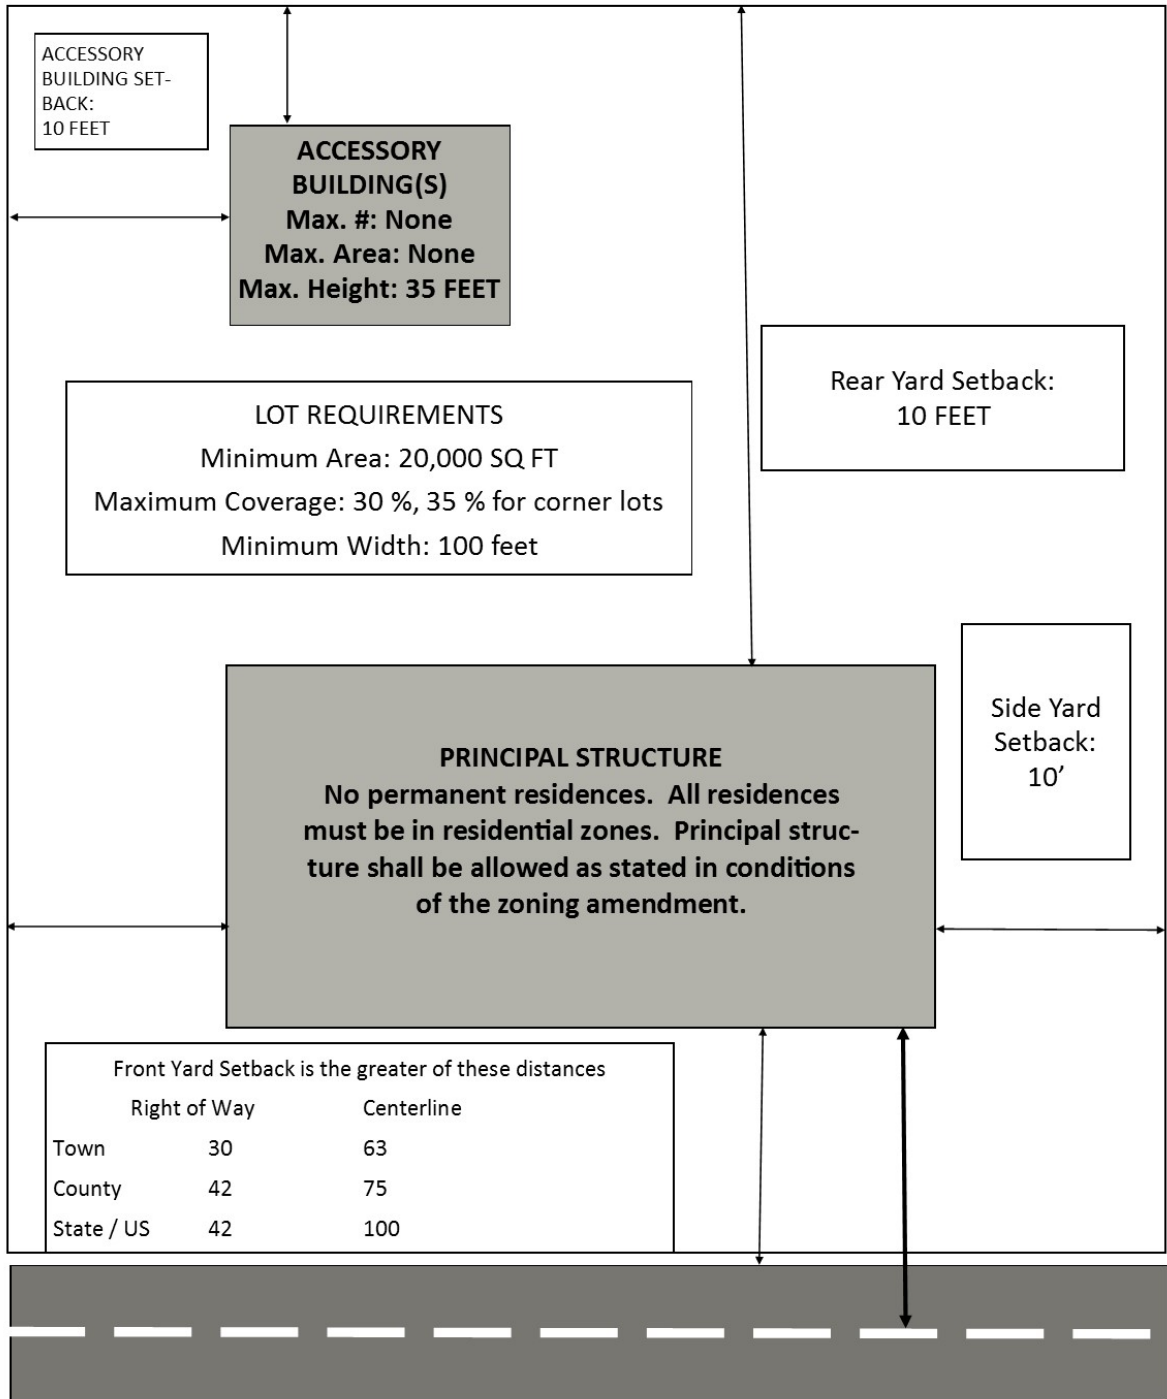 ACCESSORY
BUILDING SET-
BACK:
10 FEET
ACCESSORY
BUILDING(S)
Max. #: None
Max. Area: None
Max. Height: 35 FEET
Rear Yard Setback:
10 FEET
LOT REQUIREMENTS
Minimum Area: 20,000 SQ FT
Maximum Coverage: 30 %, 35 % for corner lots
Minimum Width: 100 feet
Side Yard
Setback:
10’
PRINCIPAL STRUCTURE
No permanent residences.  All residences
must be in residential zones.  Principal struc-
ture shall be allowed as stated in conditions
of the zoning amendment.
Front Yard Setback is the greater of these distances
Right of Way Centerline
Town 30 63
County 42 75
State / US 42 100